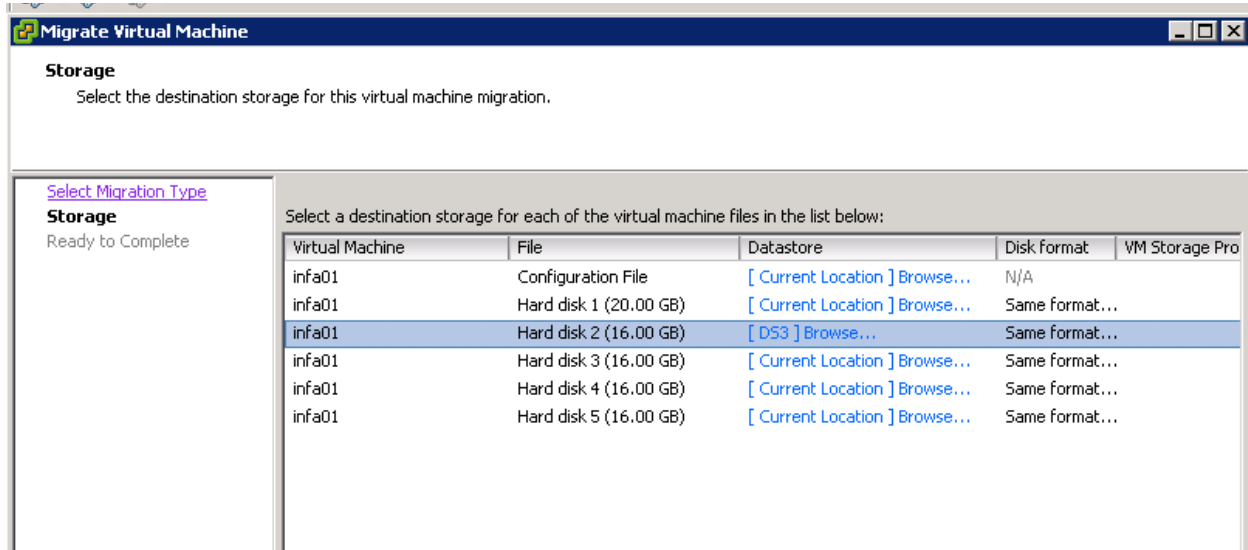 Migrate Virtual Machine
Storage
Select the destination storage for this virtual machine migration.
Select Migration Type
Storage
Ready to Complete
Select a destination storage for each of the virtual machine files in the list below:
Virtual Machine File Datastore Disk format VM Storage Pro
infa01 Configuration File [ Current Location ] Browse... N/A
infa01 Hard disk 1 (20.00 GB) [ Current Location ] Browse... Same format...
infa01 Hard disk 2 (16.00 GB) [ DS3 ] Browse... Same format...
infa01 Hard disk 3 (16.00 GB) [ Current Location ] Browse... Same format...
infa01 Hard disk 4 (16.00 GB) [ Current Location ] Browse... Same format...
infa01 Hard disk 5 (16.00 GB) [ Current Location ] Browse... Same format...